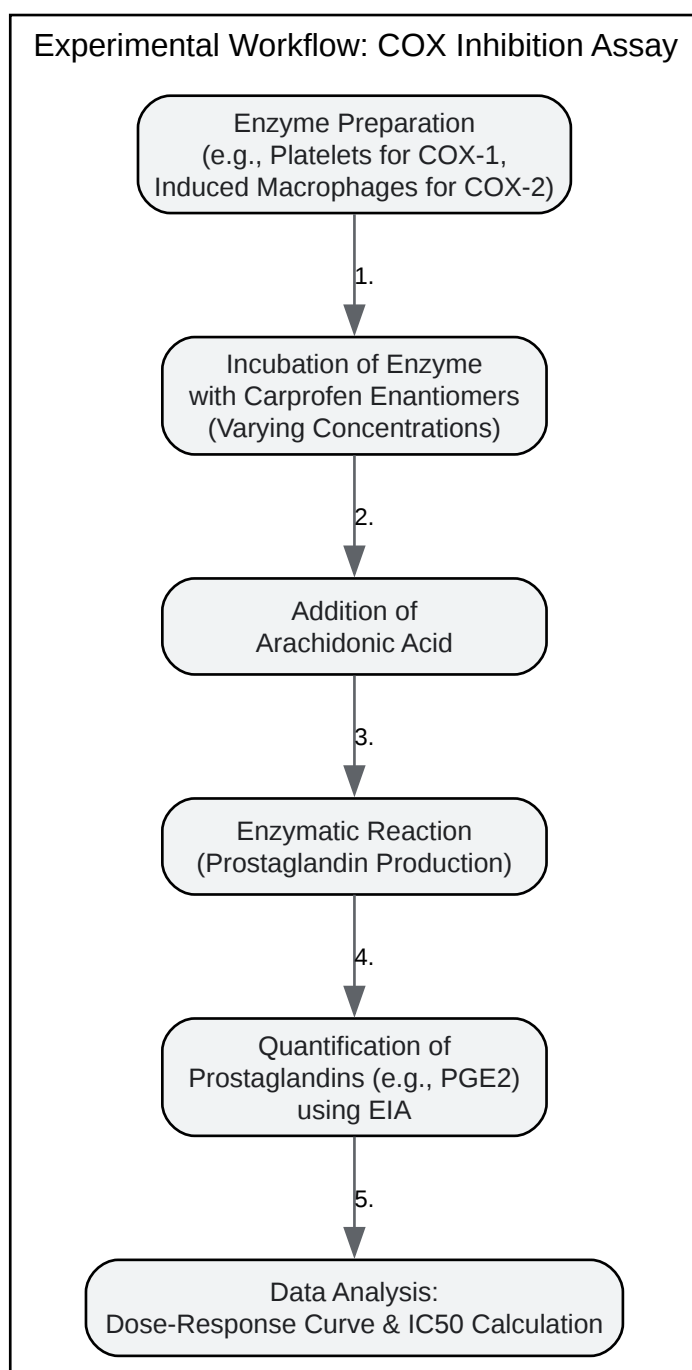 Experimental Workflow: COX Inhibition Assay
Enzyme Preparation
(e.g., Platelets for COX-1,
Induced Macrophages for COX-2)
1.
Incubation of Enzyme
with Carprofen Enantiomers
(Varying Concentrations)
2.
Addition of
Arachidonic Acid
3.
Enzymatic Reaction
(Prostaglandin Production)
4.
Quantification of
Prostaglandins (e.g., PGE2)
using EIA
5.
Data Analysis:
Dose-Response Curve & IC50 Calculation